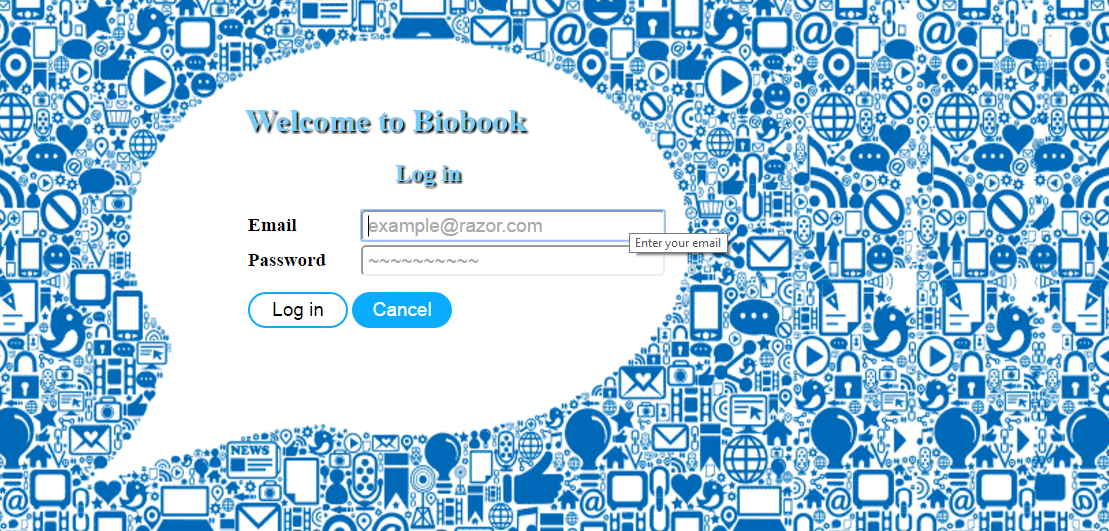 Welcome to Biobook
Log in
Email example@razor.com
Enter your email
Password ~~~~~~~~~~
Log in Cancel
NEWS